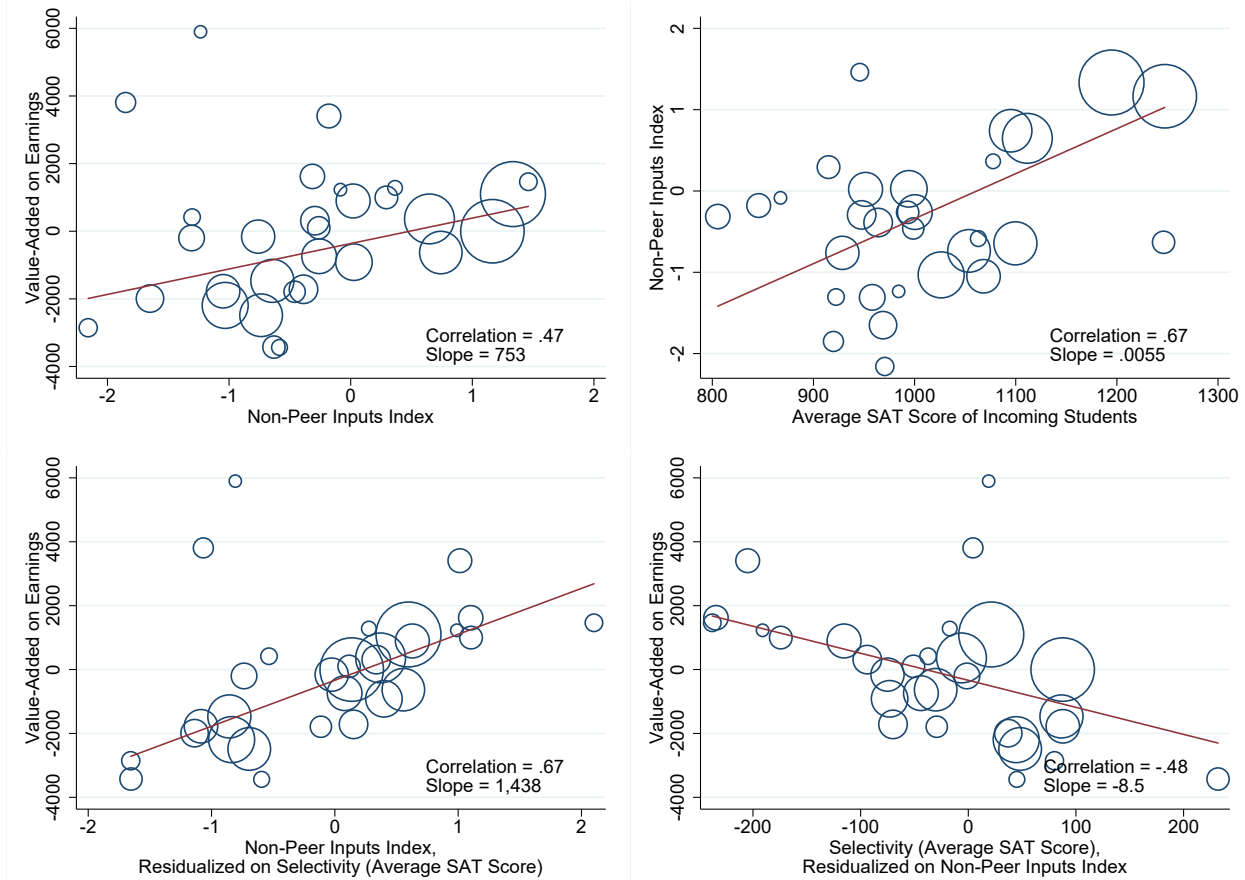 Value-Added on Earnings
6000
4000
2000
0
-2000
-4000
-2
-1
0
1
2
Non-Peer Inputs Index
Correlation = .47
Slope = 753
Non-Peer Inputs Index
2
1
0
-1
-2
800
900
1000
1100
1200
1300
Average SAT Score of Incoming Students
Correlation = .67
Slope = .0055
Value-Added on Earnings
6000
4000
2000
0
-2000
-4000
-2
-1
0
1
2
Non-Peer Inputs Index,
Residualized on Selectivity (Average SAT Score)
Correlation = .67
Slope = 1,438
Value-Added on Earnings
6000
4000
2000
0
-2000
-4000
-200
-100
0
100
200
Selectivity (Average SAT Score),
Residualized on Non-Peer Inputs Index
Correlation = -.48
Slope = -8.5